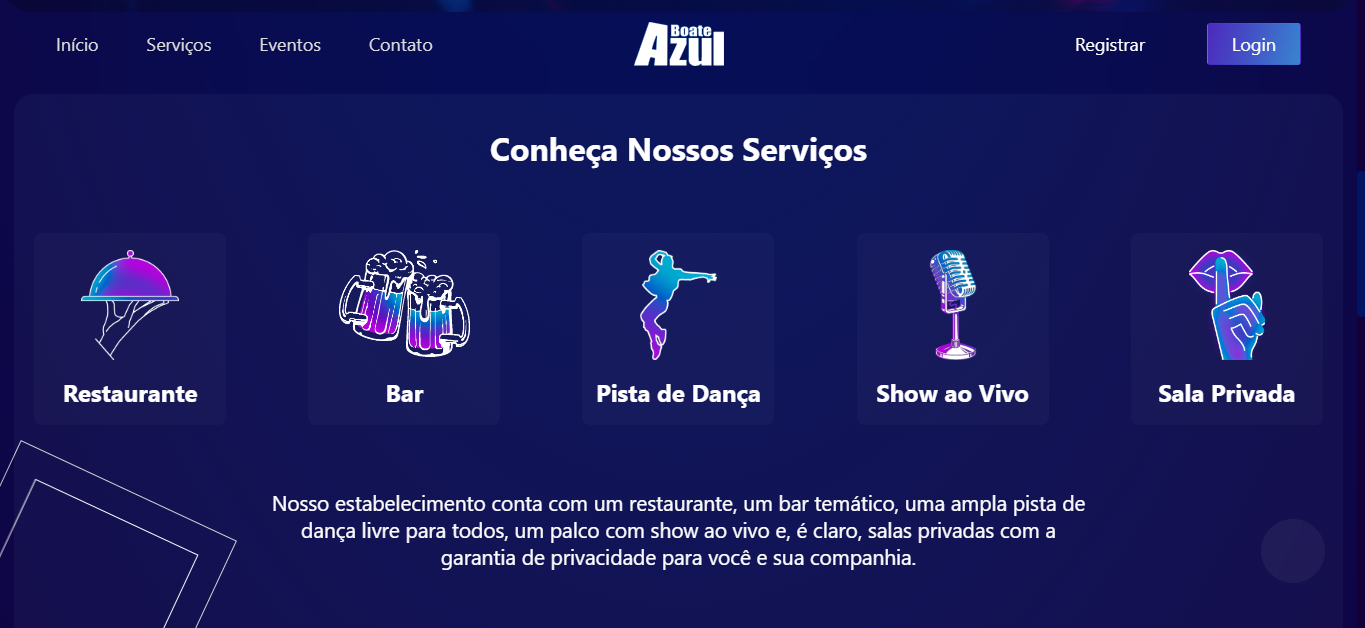 Início Serviços Eventos Contato
Boate
Azul
Registrar Login
Conheça Nossos Serviços
Restaurante Bar Pista de Dança Show ao Vivo Sala Privada
Nosso estabelecimento conta com um restaurante, um bar temático, uma ampla pista de
dança livre para todos, um palco com show ao vivo e, é claro, salas privadas com a
garantia de privacidade para você e sua companhia.